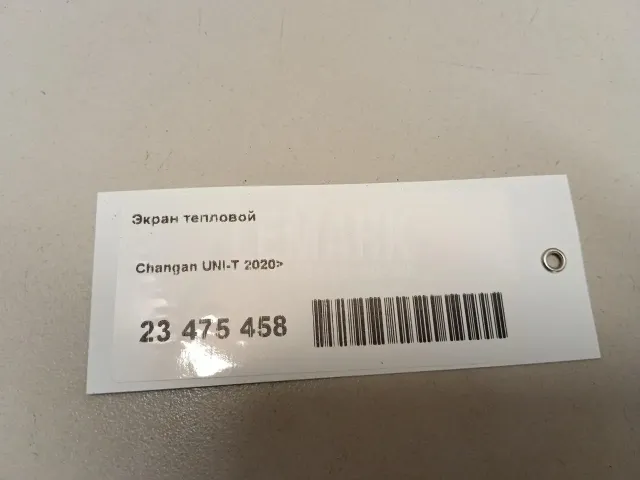 Экран тепловой
Changan UNI-T 2020>
23 475 458